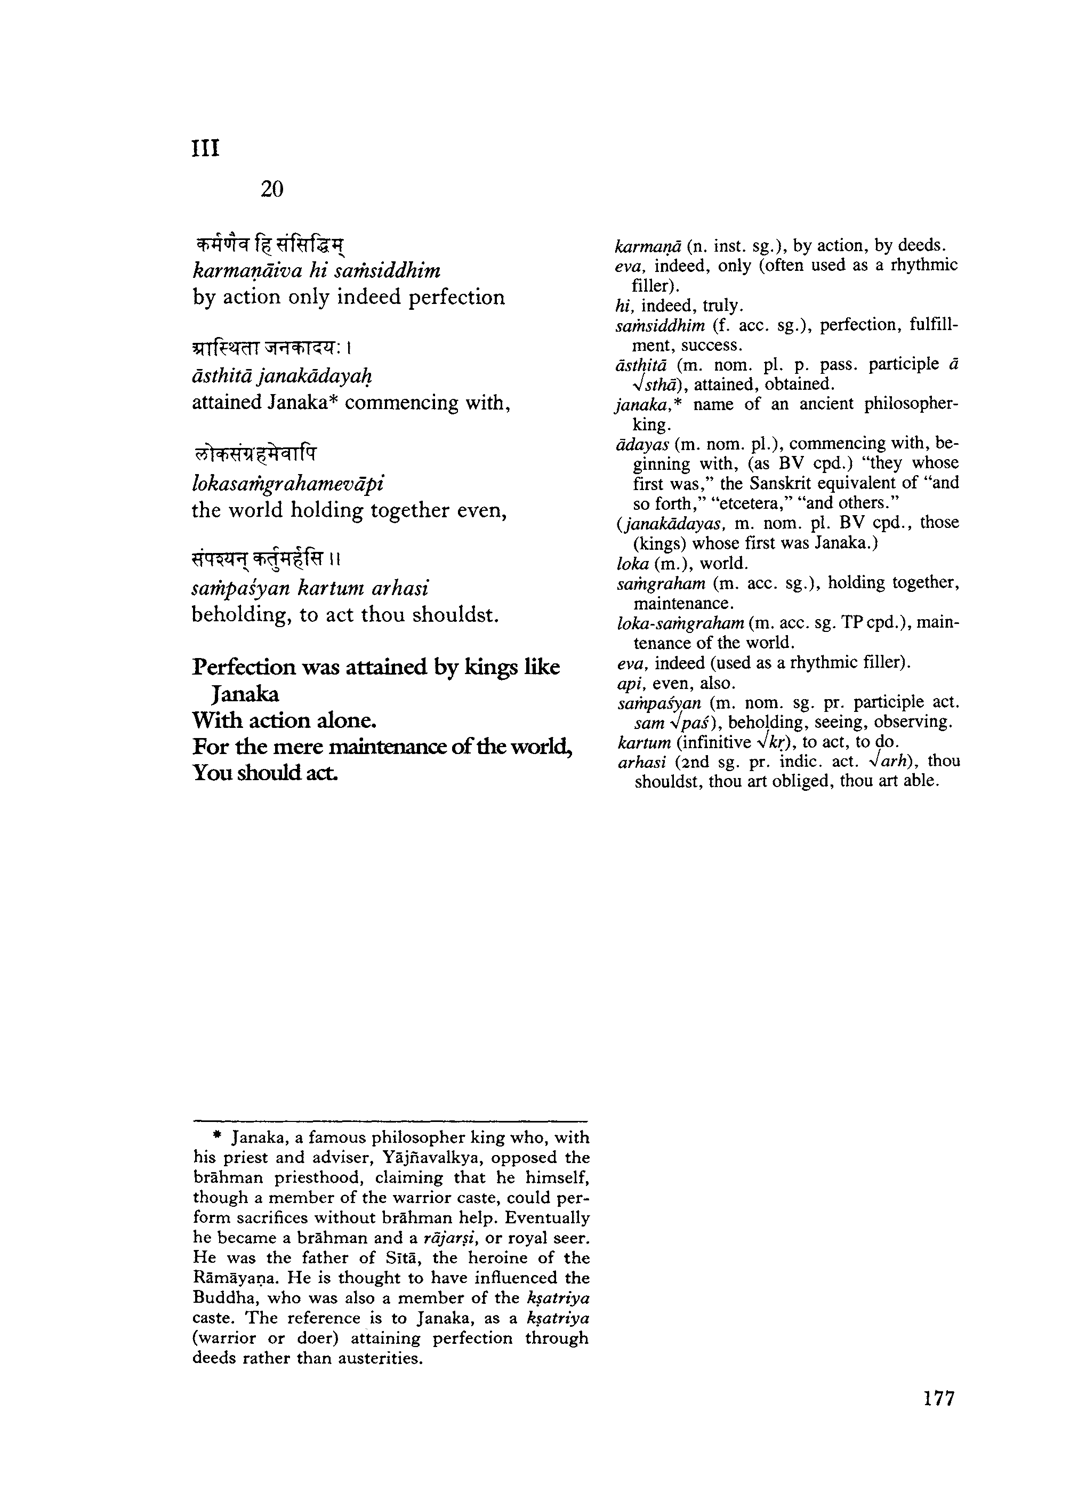 III
20
कर्मणैव हि संसिद्धिम्
karmaṇāiva hi saṁsiddhim
by action only indeed perfection
आस्थिता जनकादयः ।
āsthitā janakādayaḥ
attained Janaka* commencing with,
लोकसंग्रहमेवापि
lokasaṁgrahamevāpi
the world holding together even,
संपश्यन् कर्तुमर्हसि ॥
saṁpaśyan kartum arhasi
beholding, to act thou shouldst.
Perfection was attained by kings like
Janaka
With action alone.
For the mere maintenance of the world,
You should act.
karmaṇā (n. inst. sg.), by action, by deeds.
eva, indeed, only (often used as a rhythmic
filler).
hi, indeed, truly.
saṁsiddhim (f. acc. sg.), perfection, fulfill-
ment, success.
āsthitā (m. nom. pl. p. pass. participle ā
√sthā), attained, obtained.
janaka,* name of an ancient philosopher-
king.
ādayas (m. nom. pl.), commencing with, be-
ginning with, (as BV cpd.) “they whose
first was,” the Sanskrit equivalent of “and
so forth,” “etcetera,” “and others.”
(janakādayas, m. nom. pl. BV cpd., those
(kings) whose first was Janaka.)
loka (m.), world.
saṁgraham (m. acc. sg.), holding together,
maintenance.
loka-saṁgraham (m. acc. sg. TP cpd.), main-
tenance of the world.
eva, indeed (used as a rhythmic filler).
api, even, also.
saṁpaśyan (m. nom. sg. pr. participle act.
sam √paś), beholding, seeing, observing.
kartum (infinitive √kṛ), to act, to do.
arhasi (2nd sg. pr. indic. act. √arh), thou
shouldst, thou art obliged, thou art able.
* Janaka, a famous philosopher king who, with
his priest and adviser, Yājñavalkya, opposed the
brāhman priesthood, claiming that he himself,
though a member of the warrior caste, could per-
form sacrifices without brāhman help. Eventually
he became a brāhman and a rājarṣi, or royal seer.
He was the father of Sītā, the heroine of the
Rāmāyaṇa. He is thought to have influenced the
Buddha, who was also a member of the kṣatriya
caste. The reference is to Janaka, as a kṣatriya
(warrior or doer) attaining perfection through
deeds rather than austerities.
177